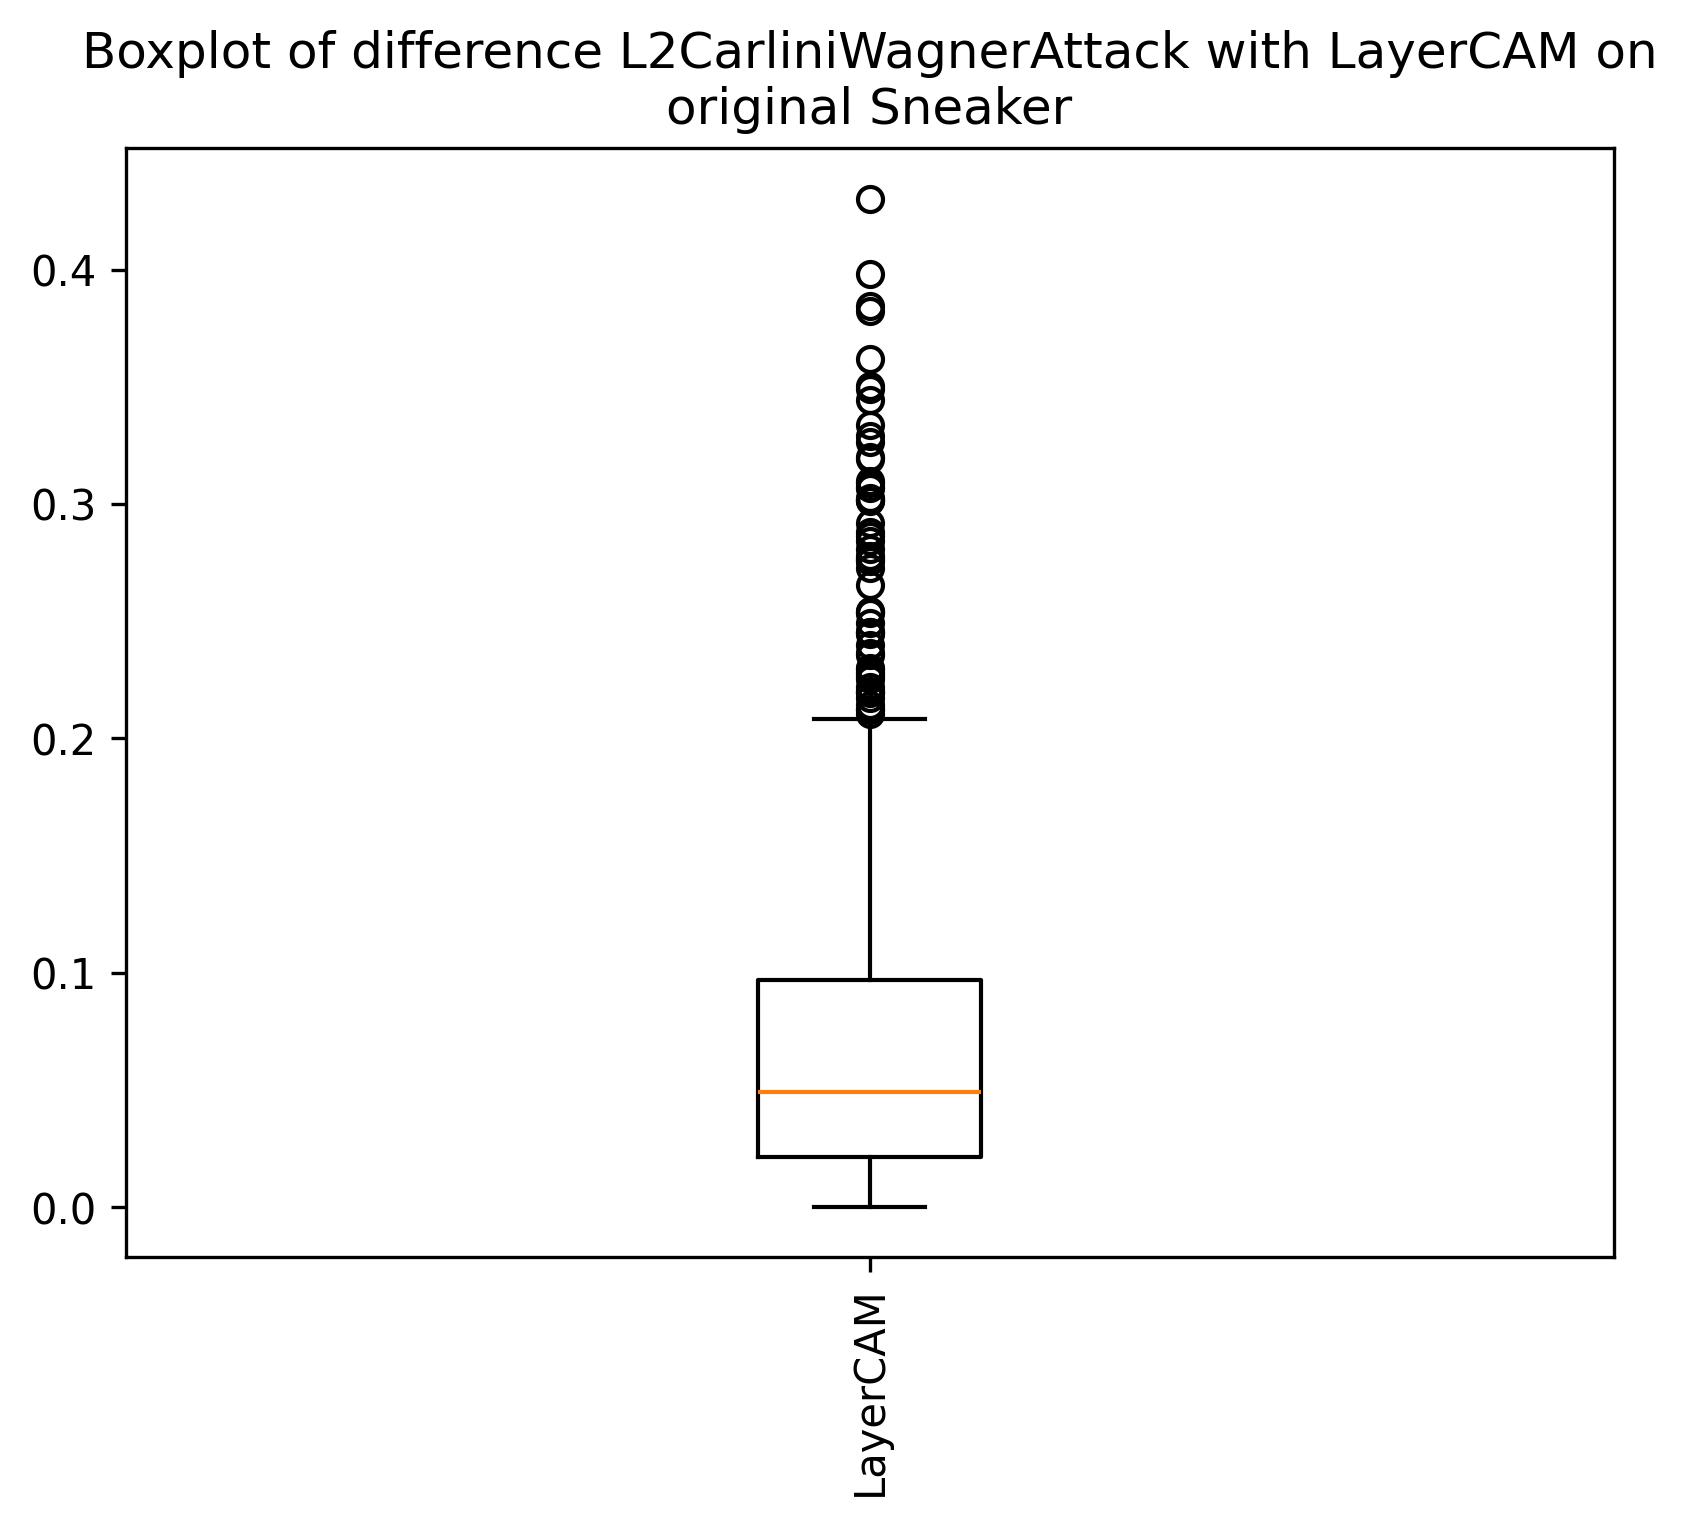 Boxplot of difference L2CarliniWagnerAttack with LayerCAM on
original Sneaker
0.4
0.3
0.2
0.1
0.0
LayerCAM